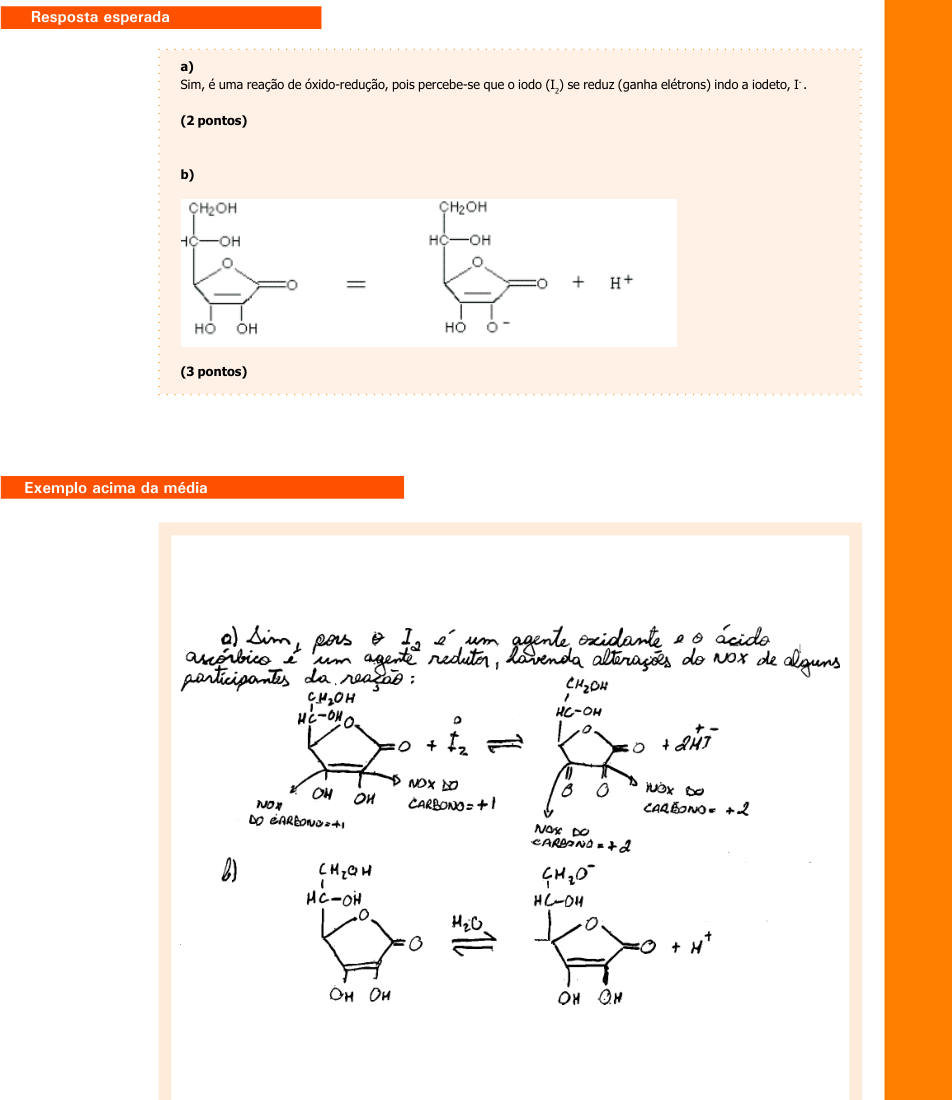 Resposta esperada
a)
Sim, é uma reação de óxido-redução, pois percebe-se que o iodo (I₂) se reduz (ganha elétrons) indo a iodeto, I⁻.
(2 pontos)
b)
CH₂OH CH₂OH
HC—OH HC—OH
O O
=O = =O + H⁺
HO OH HO O⁻
(3 pontos)
Exemplo acima da média
a) Sim, pois o I₂ é um agente oxidante e o ácido
ascórbico é um agente redutor, havendo alterações do NOX de alguns
participantes da reação:
CH₂OH CH₂OH
HC-OH HC-OH
O O
=O + I₂⁰ ⇌ =O + 2H⁺I⁻
OH OH O O
NOX DO CARBONO=+1 NOX DO CARBONO=+1 NOX DO CARBONO=+2 NOX DO CARBONO=+2
b) CH₂OH CH₂O⁻
HC-OH HC-OH
O H₂O O
=O ⇌ =O + H⁺
OH OH OH OH